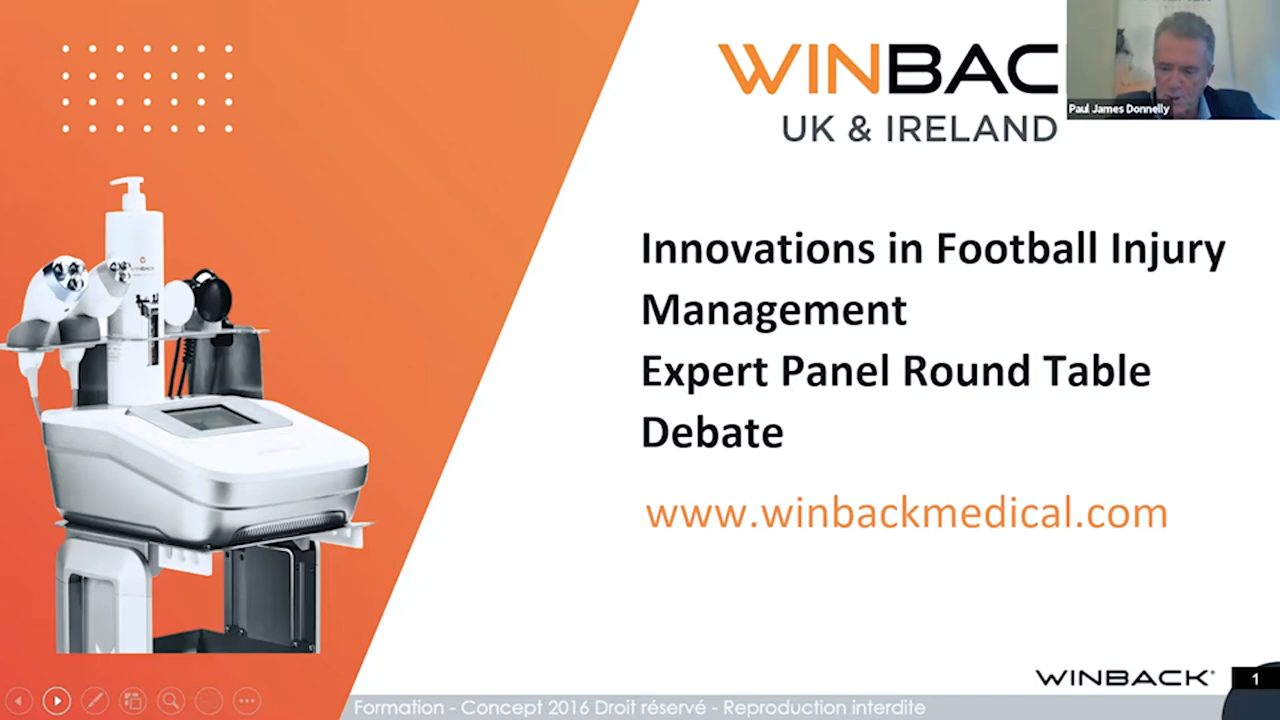 WINBAC
Paul James Donnelly
UK & IRELAND
WINBACK
Innovations in Football Injury
Management
Expert Panel Round Table
Debate
www.winbackmedical.com
WINBACK
1
Formation - Concept 2016 Droit réservé - Reproduction interdite